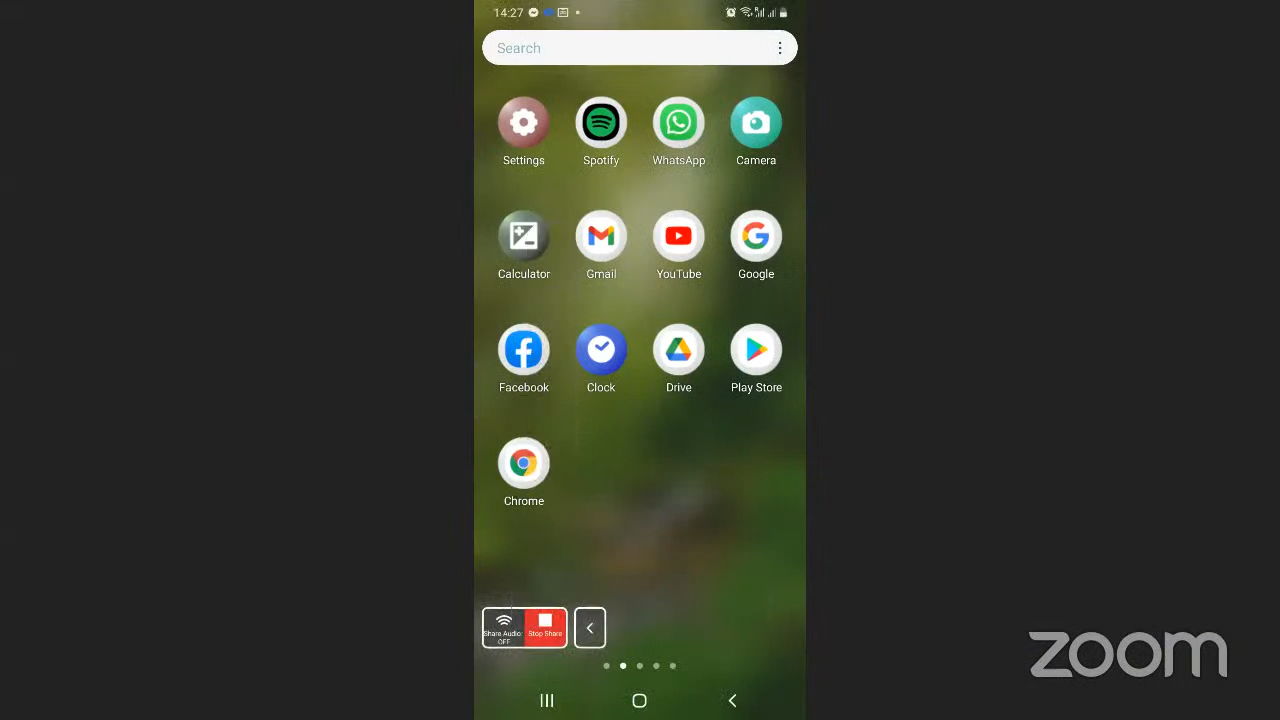 14:27
Search
Settings Spotify WhatsApp Camera
Calculator Gmail YouTube Google
Facebook Clock Drive Play Store
Chrome
Share Audio
OFF
Stop Share
zoom